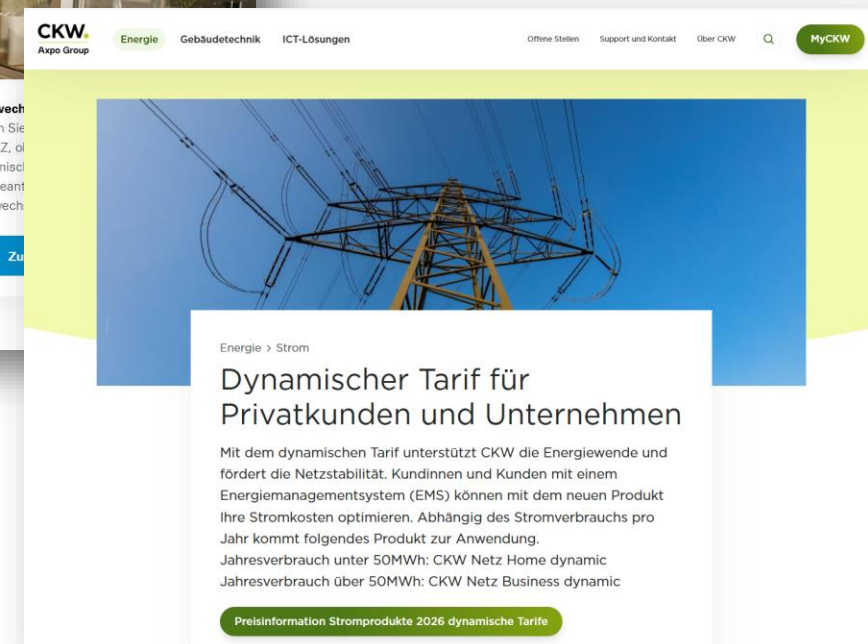 CKW.
Axpo Group
Energie
Gebäudetechnik
ICT-Lösungen
Offene Stellen
Support und Kontakt
Über CKW
MyCKW
Zu
Energie > Strom
Dynamischer Tarif für
Privatkunden und Unternehmen
Mit dem dynamischen Tarif unterstützt CKW die Energiewende und
fördert die Netzstabilität. Kundinnen und Kunden mit einem
Energiemanagementsystem (EMS) können mit dem neuen Produkt
Ihre Stromkosten optimieren. Abhängig des Stromverbrauchs pro
Jahr kommt folgendes Produkt zur Anwendung.
Jahresverbrauch unter 50MWh: CKW Netz Home dynamic
Jahresverbrauch über 50MWh: CKW Netz Business dynamic
Preisinformation Stromprodukte 2026 dynamische Tarife